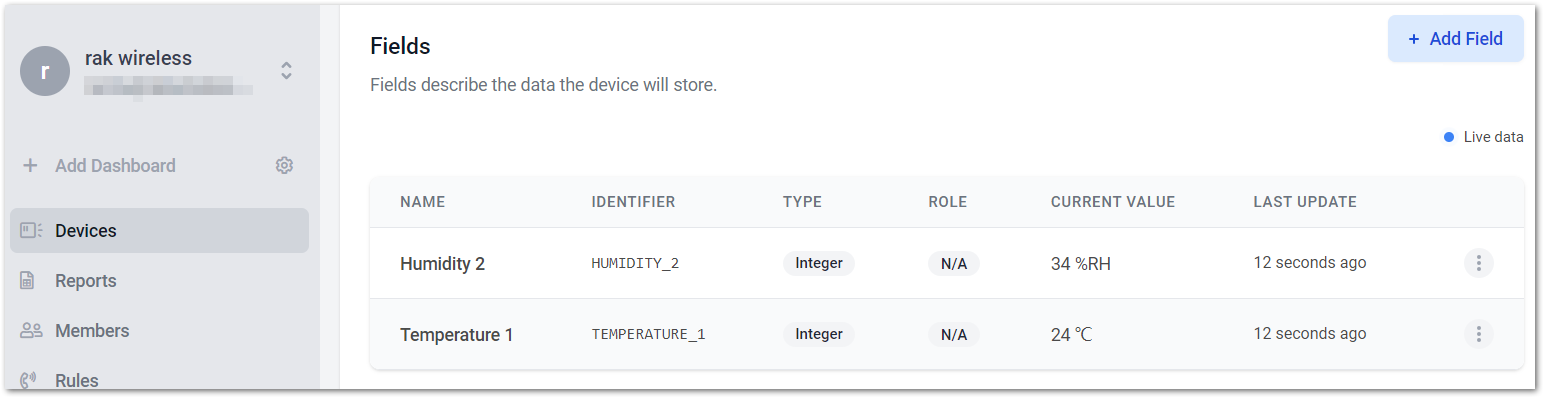 r
rak wireless
+ Add Dashboard
Devices
Reports
Members
Rules
Fields
+ Add Field
Fields describe the data the device will store.
Live data
NAME IDENTIFIER TYPE ROLE CURRENT VALUE LAST UPDATE
Humidity 2 HUMIDITY_2 Integer N/A 34 %RH 12 seconds ago
Temperature 1 TEMPERATURE_1 Integer N/A 24 ℃ 12 seconds ago